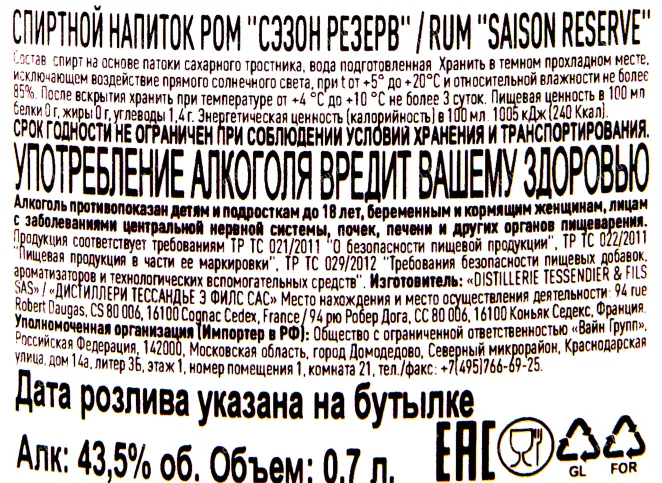 СПИРТНОЙ НАПИТОК РОМ "СЭЗОН РЕЗЕРВ" / RUM "SAISON RESERVE"
Состав спирт на основе патоки сахарного тростника, вода подготовленная Хранить в темном прохладном месте,
исключающем воздействие прямого солнечного света, при t от +5° до +20°С и относительной влажности не более
85%. После вскрытия хранить при температуре от +4 °С до +10 °С не более 3 суток. Пищевая ценность в 100 мл
белки 0 г, жиры 0 г, углеводы 1,4 г. Энергетическая ценность (калорийность) в 100 мл. 1005 кДж (240 Ккал).
СРОК ГОДНОСТИ НЕ ОГРАНИЧЕН ПРИ СОБЛЮДЕНИИ УСЛОВИЙ ХРАНЕНИЯ И ТРАНСПОРТИРОВАНИЯ.
УПОТРЕБЛЕНИЕ АЛКОГОЛЯ ВРЕДИТ ВАШЕМУ ЗДОРОВЬЮ
Алкоголь противопоказан детям и подросткам до 18 лет, беременным и кормящим женщинам, лицам
с заболеваниями центральной нервной системы, почек, печени и других органов пищеварения.
Продукция соответствует требованиям ТР ТС 021/2011 "О безопасности пищевой продукции", ТР ТС 022/2011
"Пищевая продукция в части ее маркировки", ТР ТС 029/2012 "Требования безопасности пищевых добавок,
ароматизаторов и технологических вспомогательных средств". Изготовитель: «DISTILLERIE TESSENDIER & FILS
SAS» / «ДИСТИЛЛЕРИ ТЕССАНДЬЕ Э ФИЛС САС» Место нахождения и место осуществления деятельности: 94 rue
Robert Daugas, CS 80 006, 16100 Cognac Cedex, France/ 94 рю Робер Дога, СС 80 006, 16100 Коньяк Седекс, Франция.
Уполномоченная организация (Импортер в РФ): Общество с ограниченной ответственностью «Вайн Групп»,
Российская Федерация, 142000, Московская область, город Домодедово, Северный микрорайон, Краснодарская
улица, дом 14а, литер 3Б, этаж 1, номер помещения 1, комната 21, тел./факс: +7(495)766-69-25.
Дата розлива указана на бутылке
Алк: 43,5% об. Объем: 0,7 л.
EAC
GL FOR